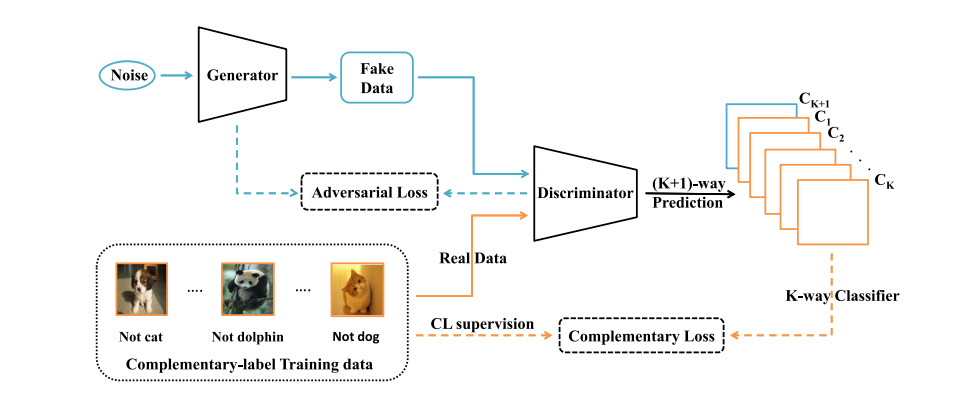 Noise
Generator
Fake
Data
Adversarial Loss
Discriminator
(K+1)-way
Prediction
C_{K+1}
C_1
C_2
. . .
C_K
Real Data
K-way Classifier
....
....
Not cat
Not dolphin
Not dog
Complementary-label Training data
CL supervision
Complementary Loss